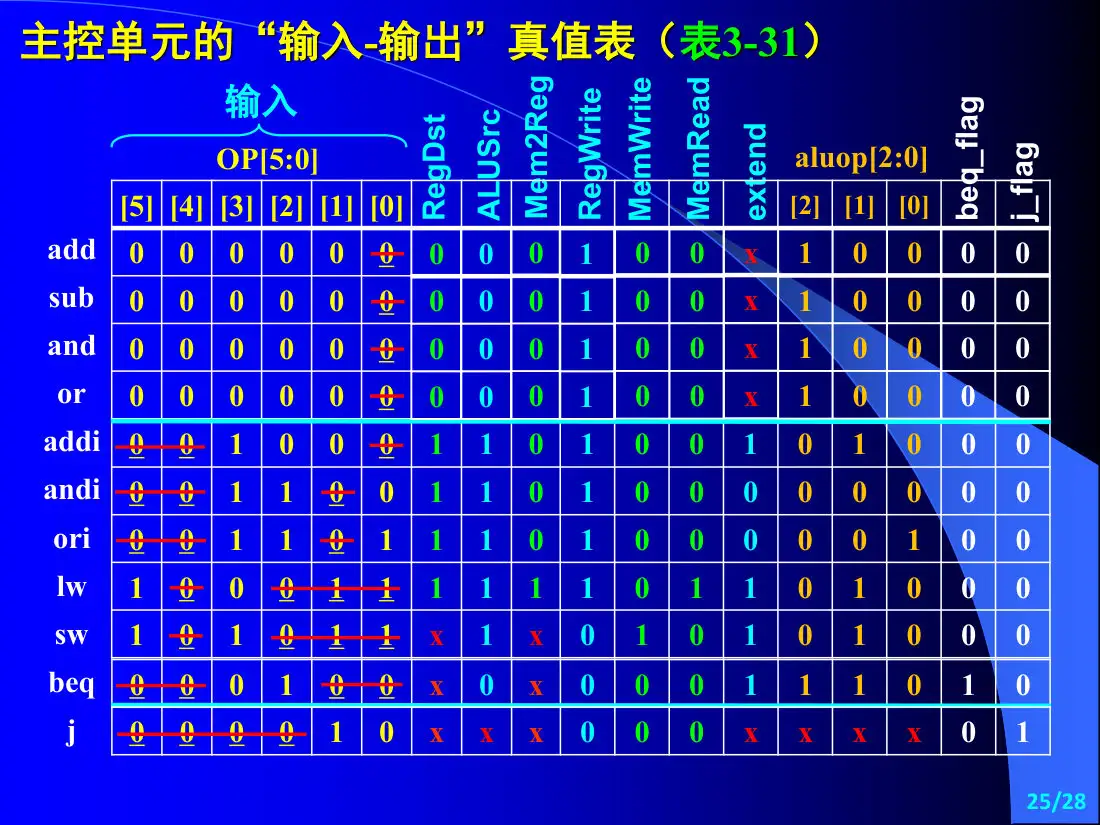 主控单元的“输入-输出”真值表（表3-31）
输入
OP[5:0] RegDst ALUSrc Mem2Reg RegWrite MemWrite MemRead extend aluop[2:0] beq_flag j_flag
[5] [4] [3] [2] [1] [0] [2] [1] [0]
add 0 0 0 0 0 0 0 0 0 1 0 0 x 1 0 0 0 0
sub 0 0 0 0 0 0 0 0 0 1 0 0 x 1 0 0 0 0
and 0 0 0 0 0 0 0 0 0 1 0 0 x 1 0 0 0 0
or 0 0 0 0 0 0 0 0 0 1 0 0 x 1 0 0 0 0
addi 0 0 1 0 0 0 1 1 0 1 0 0 1 0 1 0 0 0
andi 0 0 1 1 0 0 1 1 0 1 0 0 0 0 0 0 0 0
ori 0 0 1 1 0 1 1 1 0 1 0 0 0 0 0 1 0 0
lw 1 0 0 0 1 1 1 1 1 1 0 1 1 0 1 0 0 0
sw 1 0 1 0 1 1 x 1 x 0 1 0 1 0 1 0 0 0
beq 0 0 0 1 0 0 x 0 x 0 0 0 1 1 1 0 1 0
j 0 0 0 0 1 0 x x x 0 0 0 x x x x 0 1
25/28